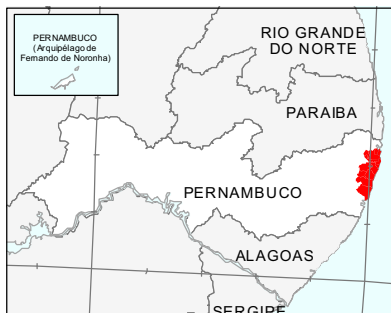 PERNAMBUCO
(Arquipélago de
Fernando de Noronha)
RIO GRANDE
DO NORTE
PARAIBA
PERNAMBUCO
ALAGOAS
SERGIPE